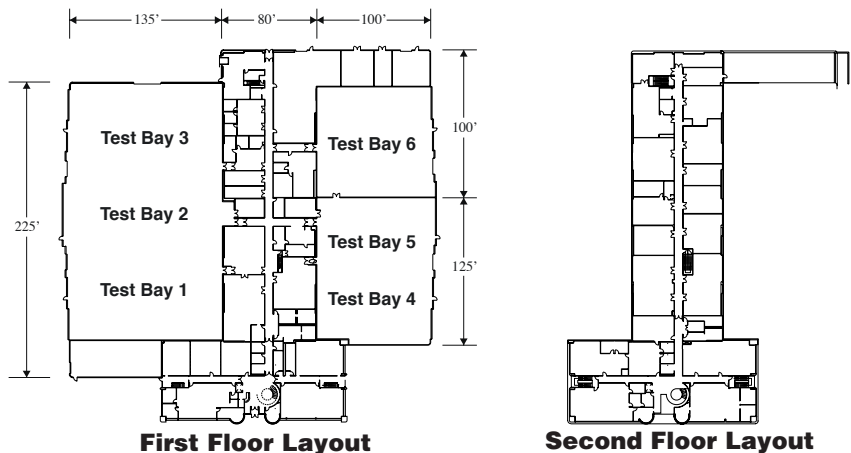 135'
80'
100'
Test Bay 3
Test Bay 6
100'
Test Bay 2
225'
Test Bay 5
125'
Test Bay 1
Test Bay 4
First Floor Layout
Second Floor Layout